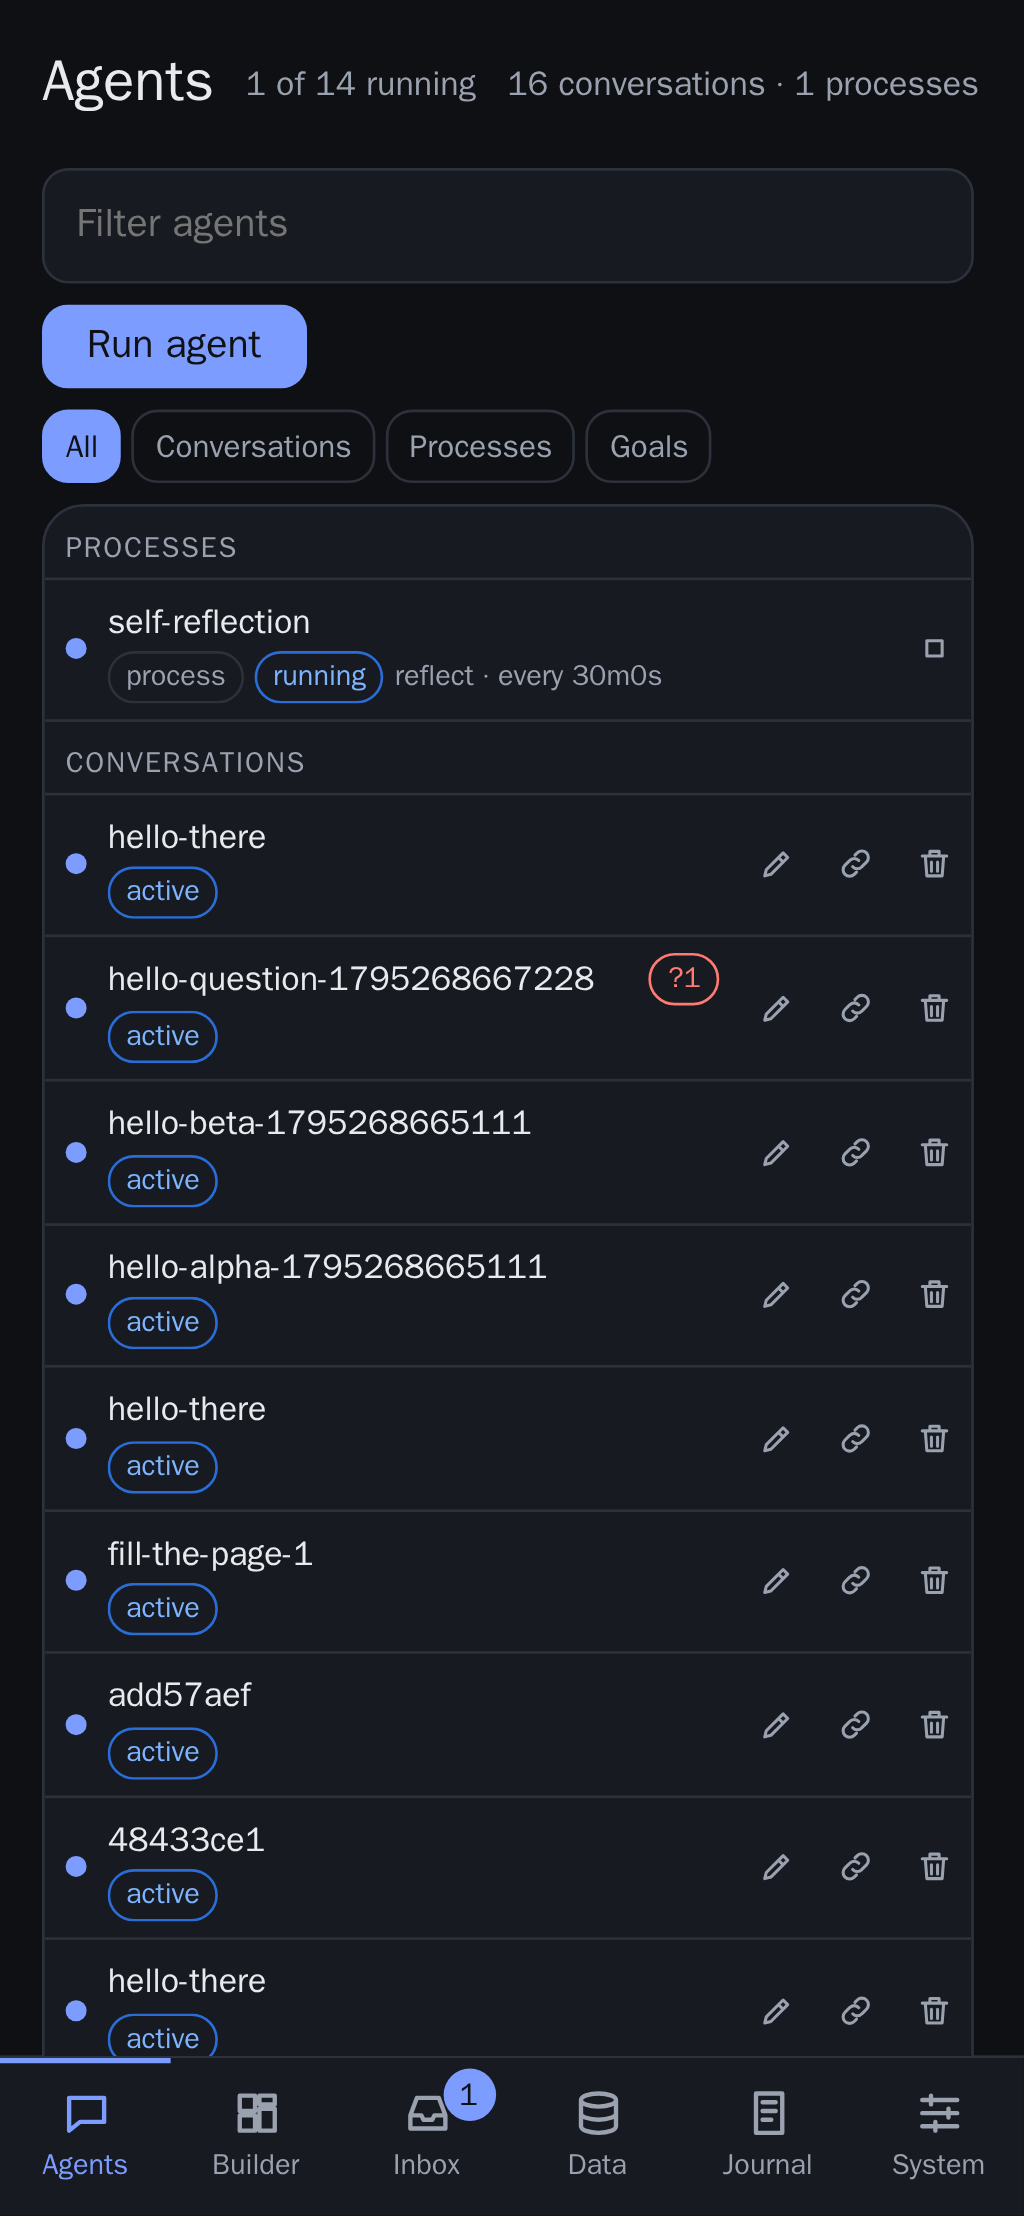 Agents 1 of 14 running 16 conversations · 1 processes
Filter agents
Run agent
All Conversations Processes Goals
PROCESSES
self-reflection
process running reflect · every 30m0s
CONVERSATIONS
hello-there
active
hello-question-1795268667228 ?1
active
hello-beta-1795268665111
active
hello-alpha-1795268665111
active
hello-there
active
fill-the-page-1
active
add57aef
active
48433ce1
active
hello-there
active
1
Agents Builder Inbox Data Journal System